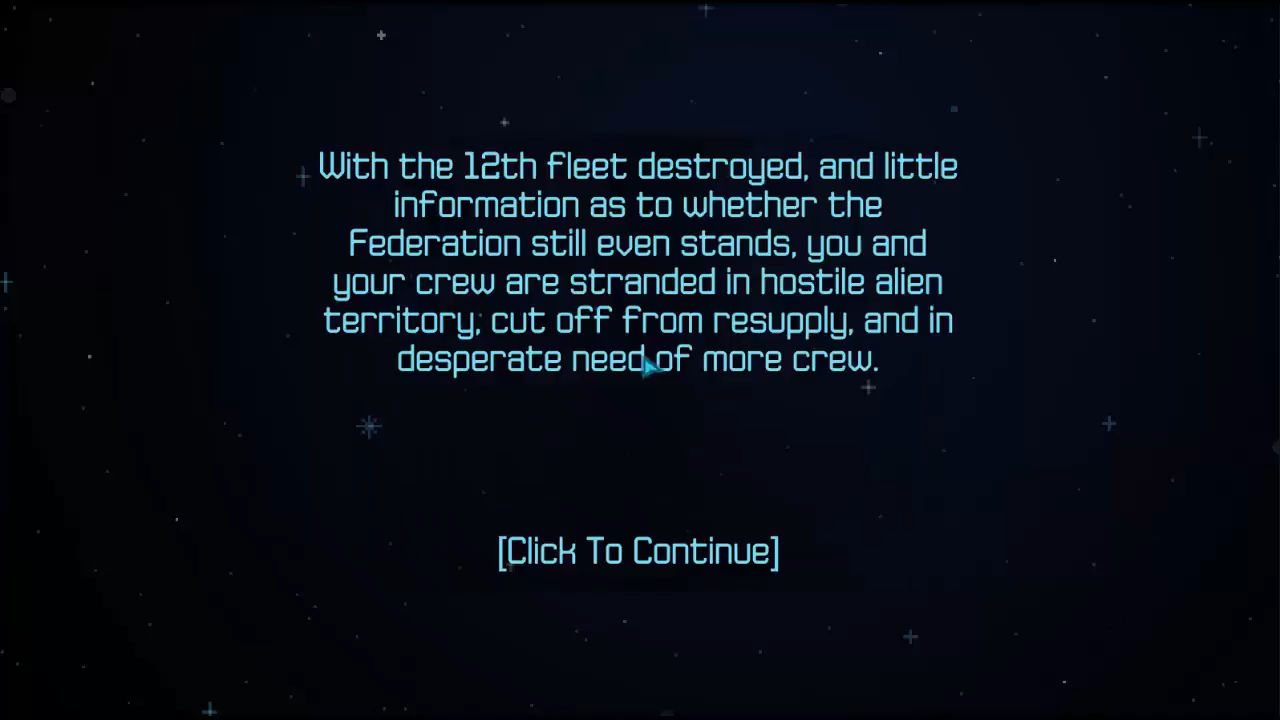 With the 12th fleet destroyed, and little
information as to whether the
Federation still even stands, you and
your crew are stranded in hostile alien
territory, cut off from resupply, and in
desperate need of more crew.
[Click To Continue]